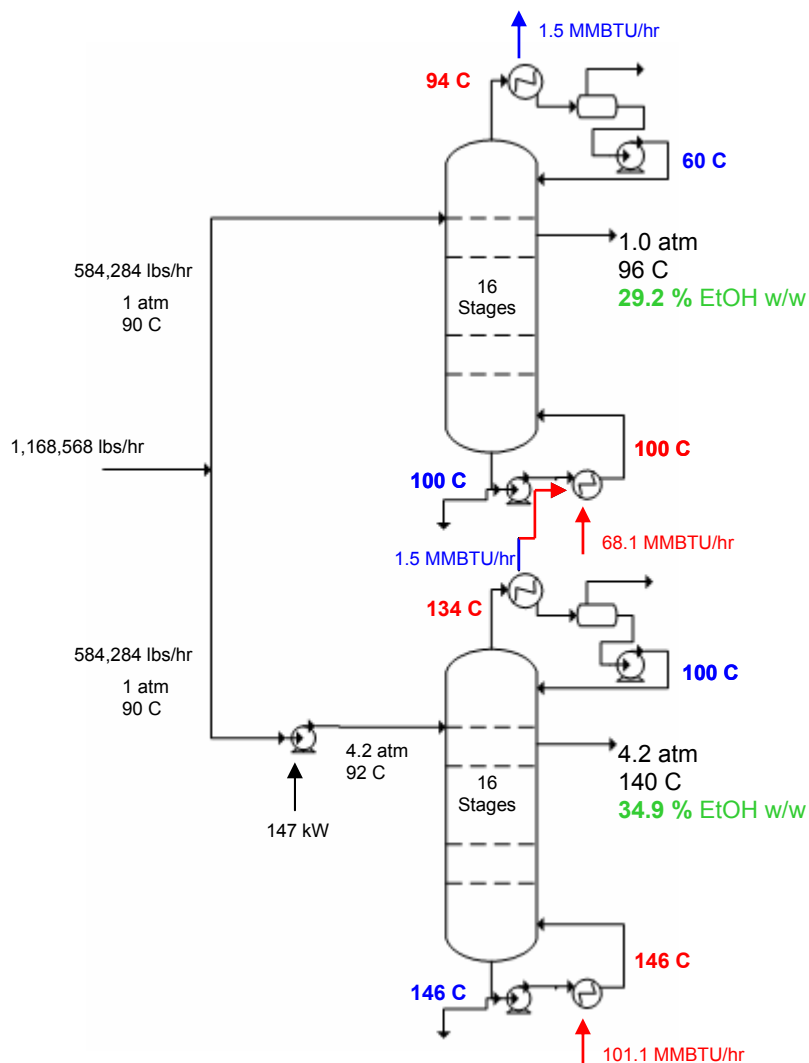 1.5 MMBTU/hr
94 C
60 C
1.0 atm
96 C
29.2 % EtOH w/w
584,284 lbs/hr
1 atm
90 C
16
Stages
1,168,568 lbs/hr
100 C
100 C
68.1 MMBTU/hr
1.5 MMBTU/hr
134 C
584,284 lbs/hr
1 atm
90 C
100 C
4.2 atm
92 C
4.2 atm
140 C
34.9 % EtOH w/w
16
Stages
147 kW
146 C
146 C
101.1 MMBTU/hr